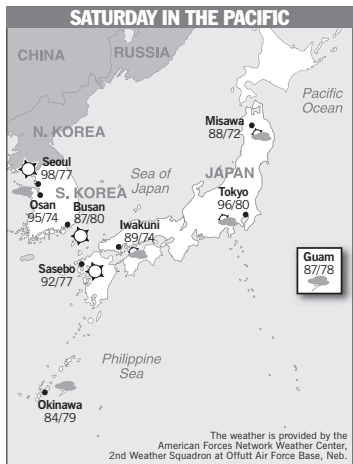 SATURDAY IN THE PACIFIC
CHINA
RUSSIA
Pacific
Ocean
Misawa
88/72
N. KOREA
Seoul
98/77
Sea of
Japan
JAPAN
S. KOREA
Tokyo
96/80
Osan
95/74
Busan
87/80
Iwakuni
89/74
Guam
87/78
Sasebo
92/77
Philippine
Sea
Okinawa
84/79
The weather is provided by the
American Forces Network Weather Center,
2nd Weather Squadron at Offutt Air Force Base, Neb.